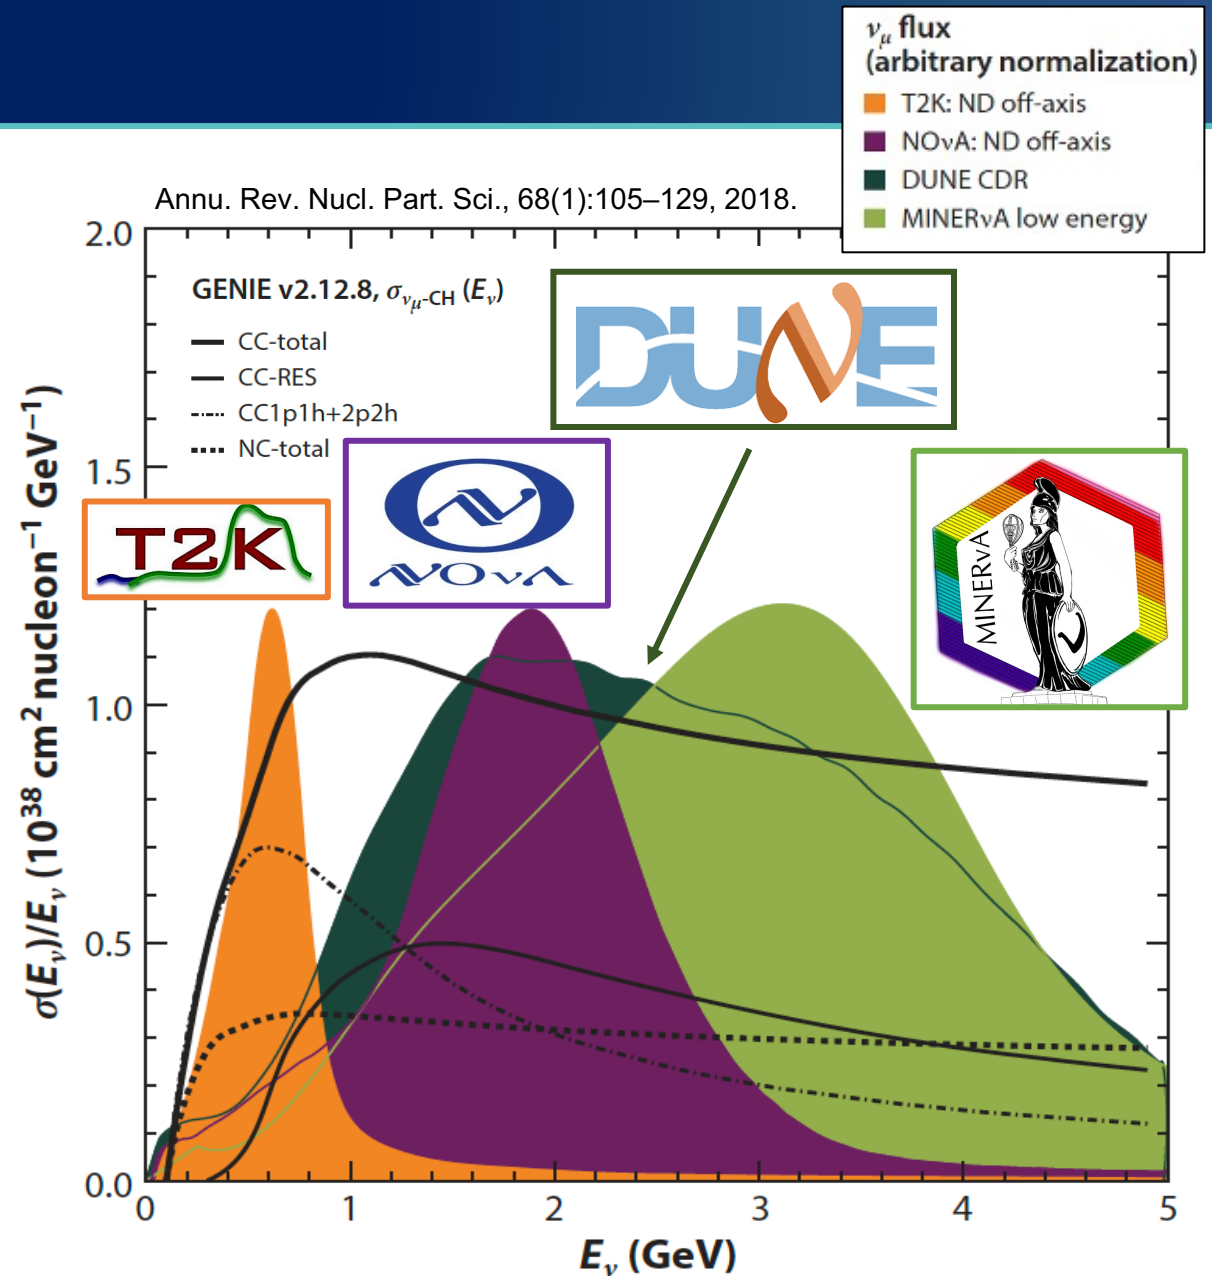 ν_μ flux
(arbitrary normalization)
T2K: ND off-axis
NOνA: ND off-axis
DUNE CDR
MINERνA low energy
Annu. Rev. Nucl. Part. Sci., 68(1):105–129, 2018.
GENIE v2.12.8, σ_νμ-CH (E_ν)
CC-total
CC-RES
CC1p1h+2p2h
NC-total
DUNE
T2K
NOνA
MINERνA
σ(E_ν)/E_ν (10^38 cm^2 nucleon^−1 GeV^−1)
2.0
1.5
1.0
0.5
0.0
0 1 2 3 4 5
E_ν (GeV)